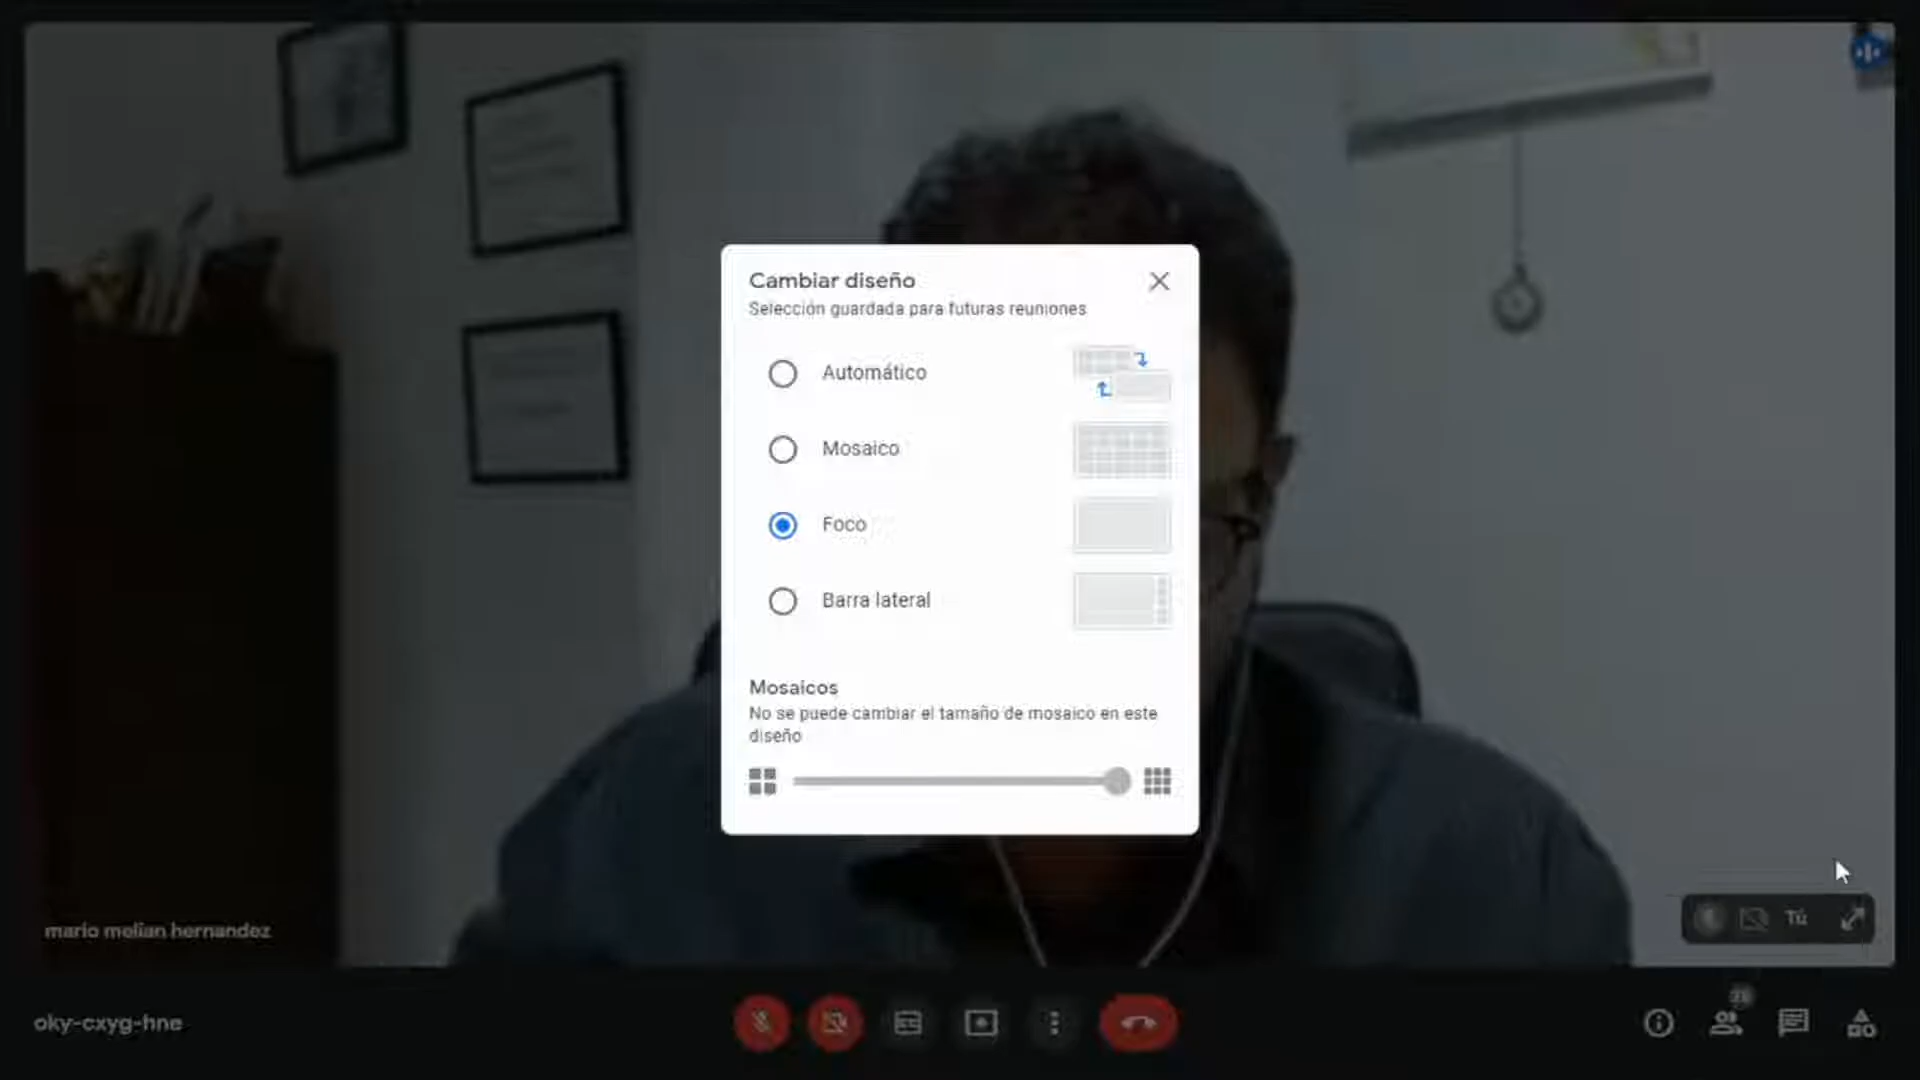 Cambiar diseño
Selección guardada para futuras reuniones
Automático
Mosaico
Foco
Barra lateral
Mosaicos
No se puede cambiar el tamaño de mosaico en este
diseño
mario melian hernandez
Tú
oky-cxyg-hne